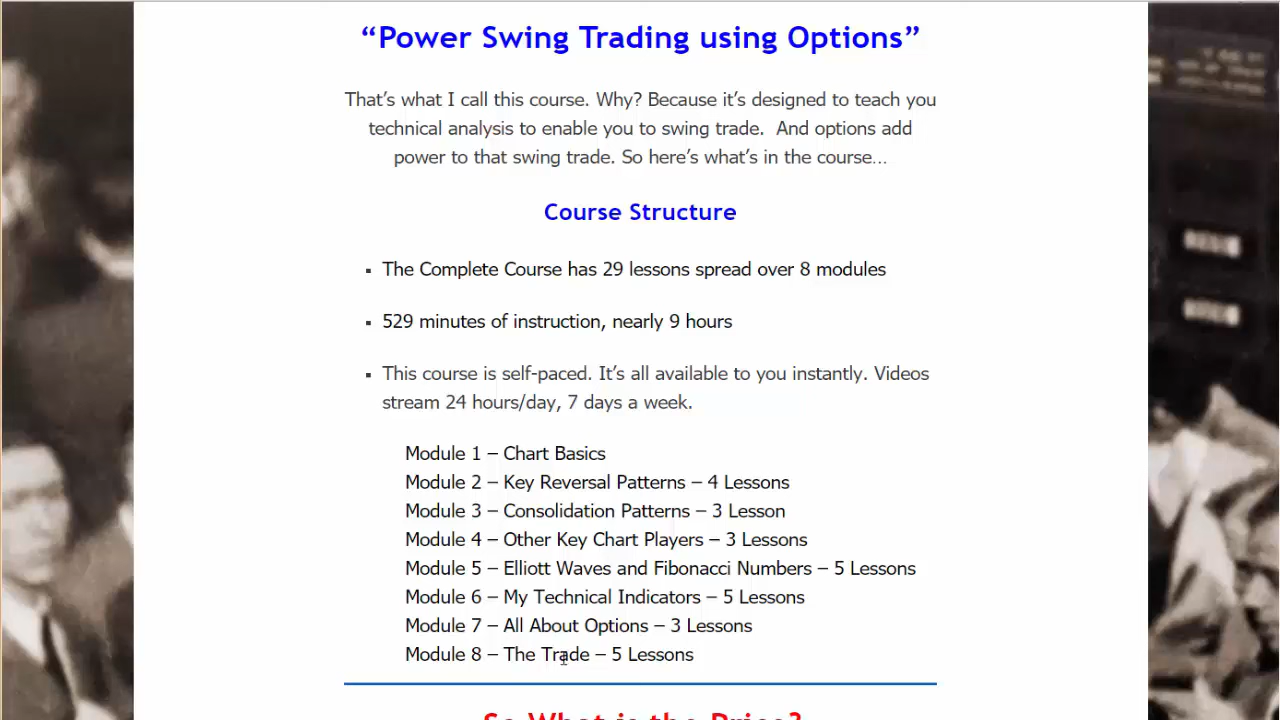 “Power Swing Trading using Options”
That’s what I call this course. Why? Because it’s designed to teach you
technical analysis to enable you to swing trade.  And options add
power to that swing trade. So here’s what’s in the course…
Course Structure
▪ The Complete Course has 29 lessons spread over 8 modules
▪ 529 minutes of instruction, nearly 9 hours
▪ This course is self-paced. It’s all available to you instantly. Videos
stream 24 hours/day, 7 days a week.
Module 1 – Chart Basics
Module 2 – Key Reversal Patterns – 4 Lessons
Module 3 – Consolidation Patterns – 3 Lesson
Module 4 – Other Key Chart Players – 3 Lessons
Module 5 – Elliott Waves and Fibonacci Numbers – 5 Lessons
Module 6 – My Technical Indicators – 5 Lessons
Module 7 – All About Options – 3 Lessons
Module 8 – The Trade – 5 Lessons
So What is the Price?